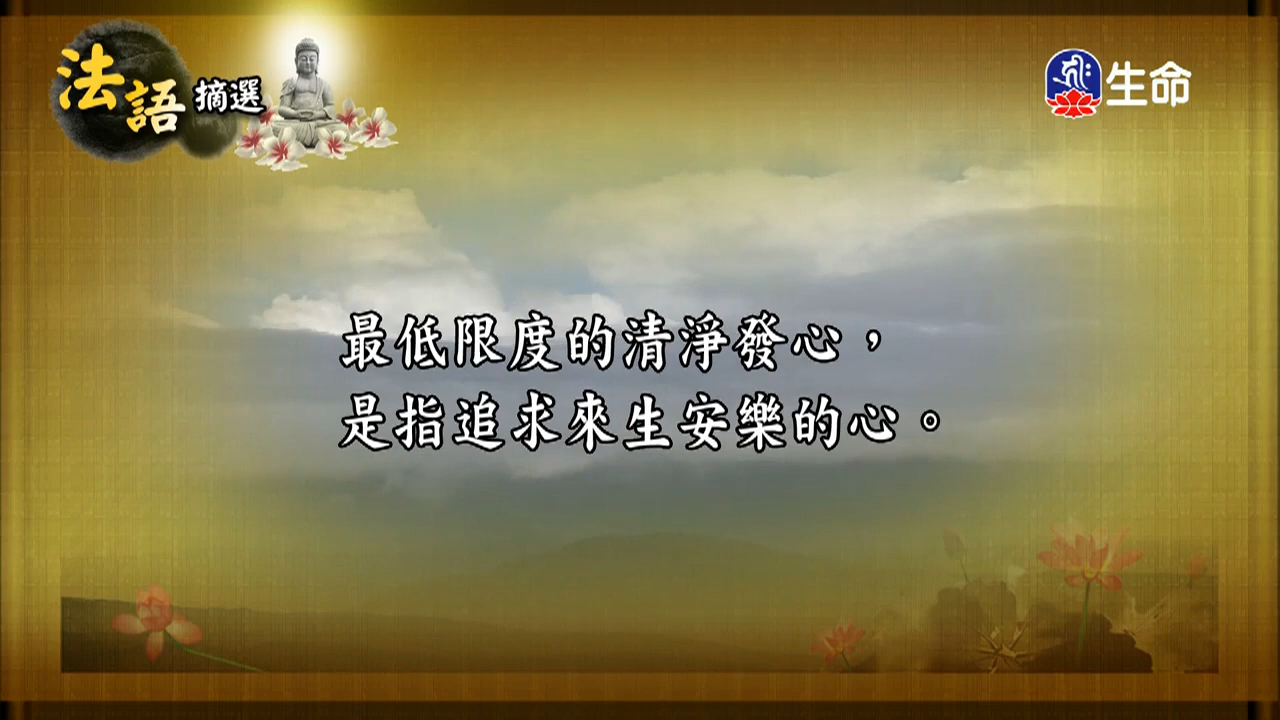 法語摘選
生命
最低限度的清淨發心，
是指追求來生安樂的心。